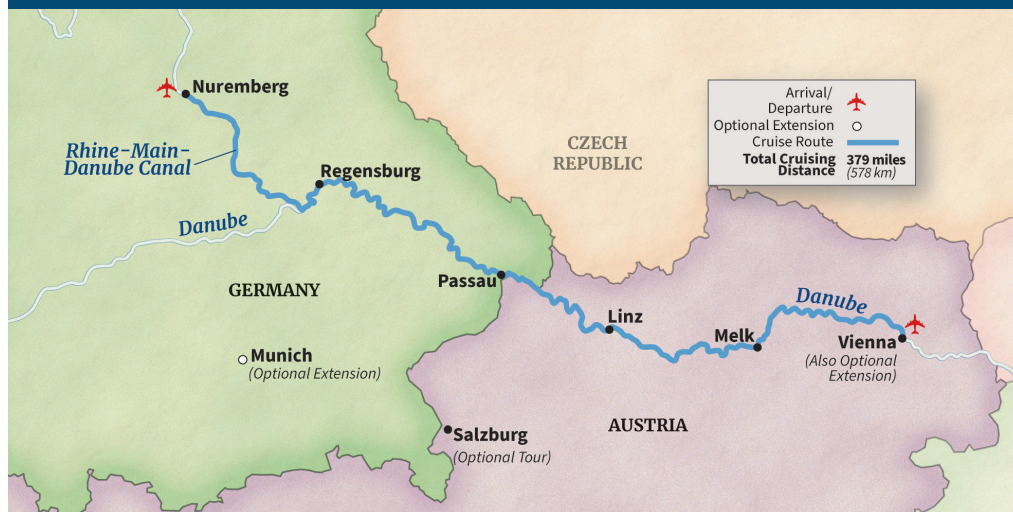 Nuremberg
Rhine–Main–
Danube Canal
Regensburg
Danube
GERMANY
Passau
Munich
(Optional Extension)
Salzburg
(Optional Tour)
CZECH
REPUBLIC
Arrival/
Departure
Optional Extension
Cruise Route
Total Cruising
Distance
379 miles
(578 km)
Linz
Melk
Danube
Vienna
(Also Optional
Extension)
AUSTRIA